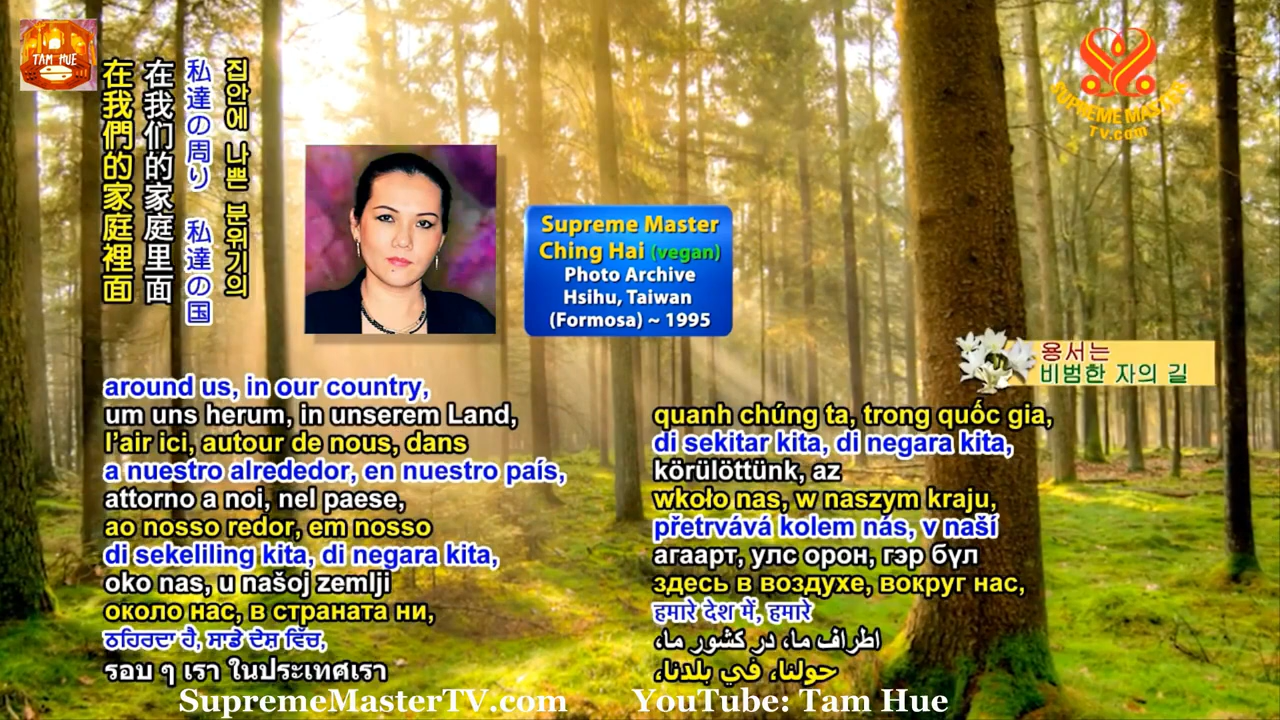 TAM HUE
SUPREME MASTER
TV.com
在我們的家庭裡面
在我们的家庭里面
私達の周り 私達の国
집안에 나쁜 분위기의
Supreme Master
Ching Hai (vegan)
Photo Archive
Hsihu, Taiwan
(Formosa) ~ 1995
용서는
비범한 자의 길
around us, in our country,
um uns herum, in unserem Land,
l’air ici, autour de nous, dans
a nuestro alrededor, en nuestro país,
attorno a noi, nel paese,
ao nosso redor, em nosso
di sekeliling kita, di negara kita,
oko nas, u našoj zemlji
около нас, в страната ни,
ਠਹਿਰਦਾ ਹੈ, ਸਾਡੇ ਦੇਸ਼ ਵਿੱਚ,
รอบ ๆ เรา ในประเทศเรา
quanh chúng ta, trong quốc gia,
di sekitar kita, di negara kita,
körülöttünk, az
wkoło nas, w naszym kraju,
přetrvává kolem nás, v naší
агаарт, улс орон, гэр бүл
здесь в воздухе, вокруг нас,
हमारे देश में, हमारे
اطراف ما، در کشور ما،
حولنا، في بلدنا،
SupremeMasterTV.com YouTube: Tam Hue